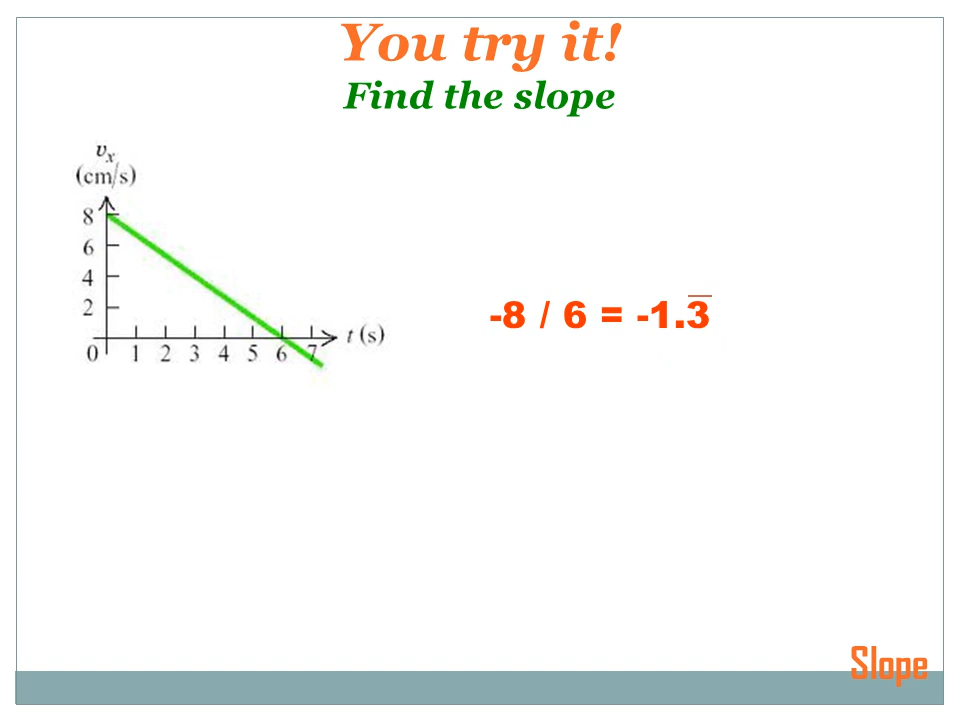 You try it!
Find the slope
vₓ
(cm/s)
8
6
4
2
0 1 2 3 4 5 6 7 t (s)
-8 / 6 = -1.3̅
Slope